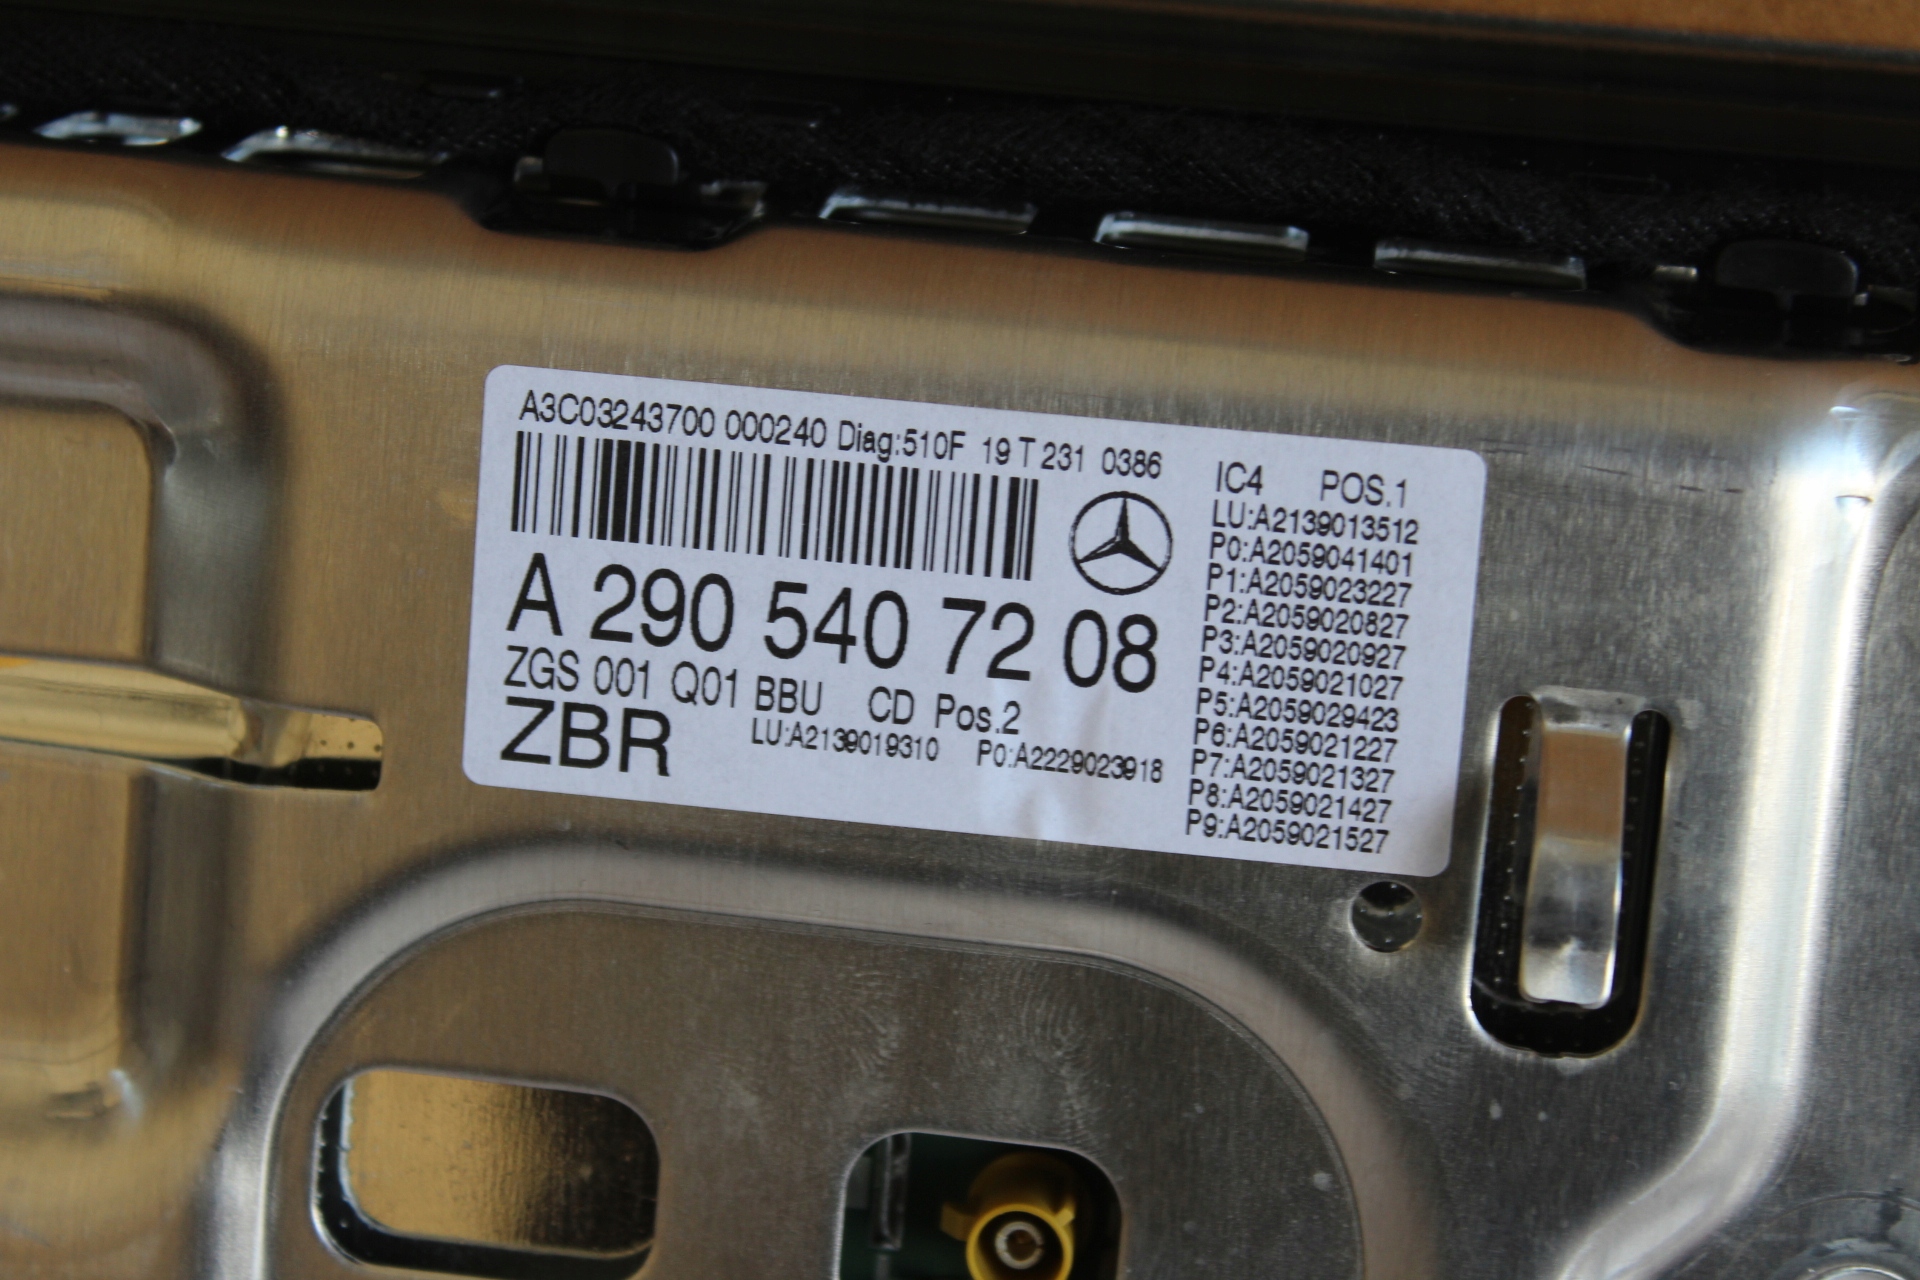 A3C03243700 000240 Diag:510F 19 T 231 0386
A 290 540 72 08
ZGS 001 Q01 BBU CD Pos.2
ZBR LU:A2139019310 P0:A2229023918
IC4 POS.1
LU:A2139013512
P0:A2059041401
P1:A2059023227
P2:A2059020827
P3:A2059020927
P4:A2059021027
P5:A2059029423
P6:A2059021227
P7:A2059021327
P8:A2059021427
P9:A2059021527